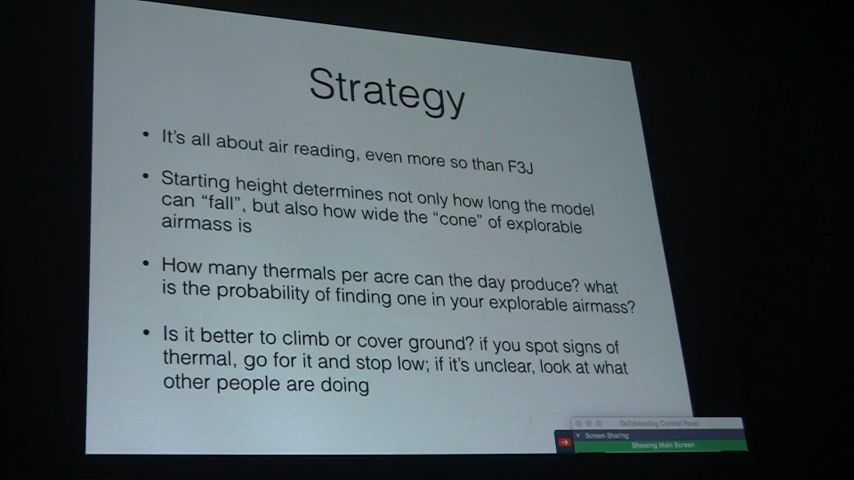 Strategy
• It's all about air reading, even more so than F3J
• Starting height determines not only how long the model
can “fall”, but also how wide the “cone” of explorable
airmass is
• How many thermals per acre can the day produce? what
is the probability of finding one in your explorable airmass?
• Is it better to climb or cover ground? if you spot signs of
thermal, go for it and stop low; if it's unclear, look at what
other people are doing
GoToMeeting Control Panel
Screen Sharing
Showing Main Screen